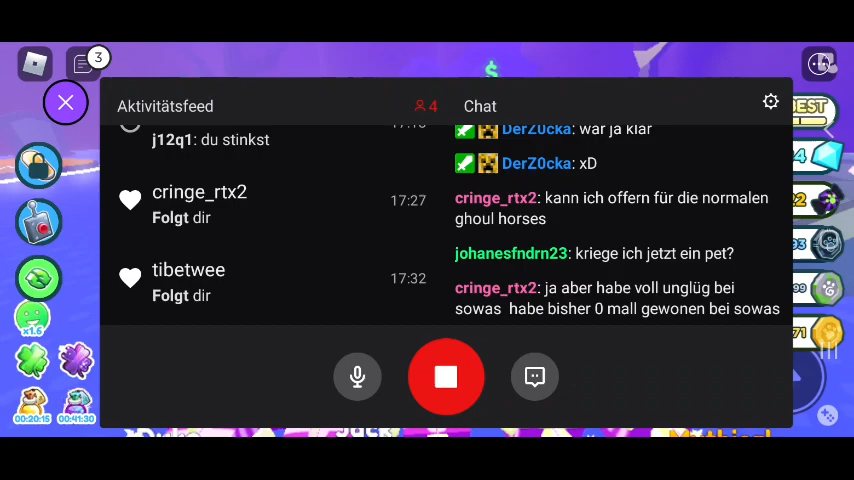 3
Aktivitätsfeed
4
Chat
j12q1: du stinkst
DerZ0cka: war ja klar
DerZ0cka: xD
cringe_rtx2
Folgt dir
17:27
cringe_rtx2: kann ich offern für die normalen
ghoul horses
johanesfndrn23: kriege ich jetzt ein pet?
tibetwee
Folgt dir
17:32
cringe_rtx2: ja aber habe voll unglüg bei
sowas habe bisher 0 mall gewonen bei sowas
x1.6
00:20:15
00:41:30